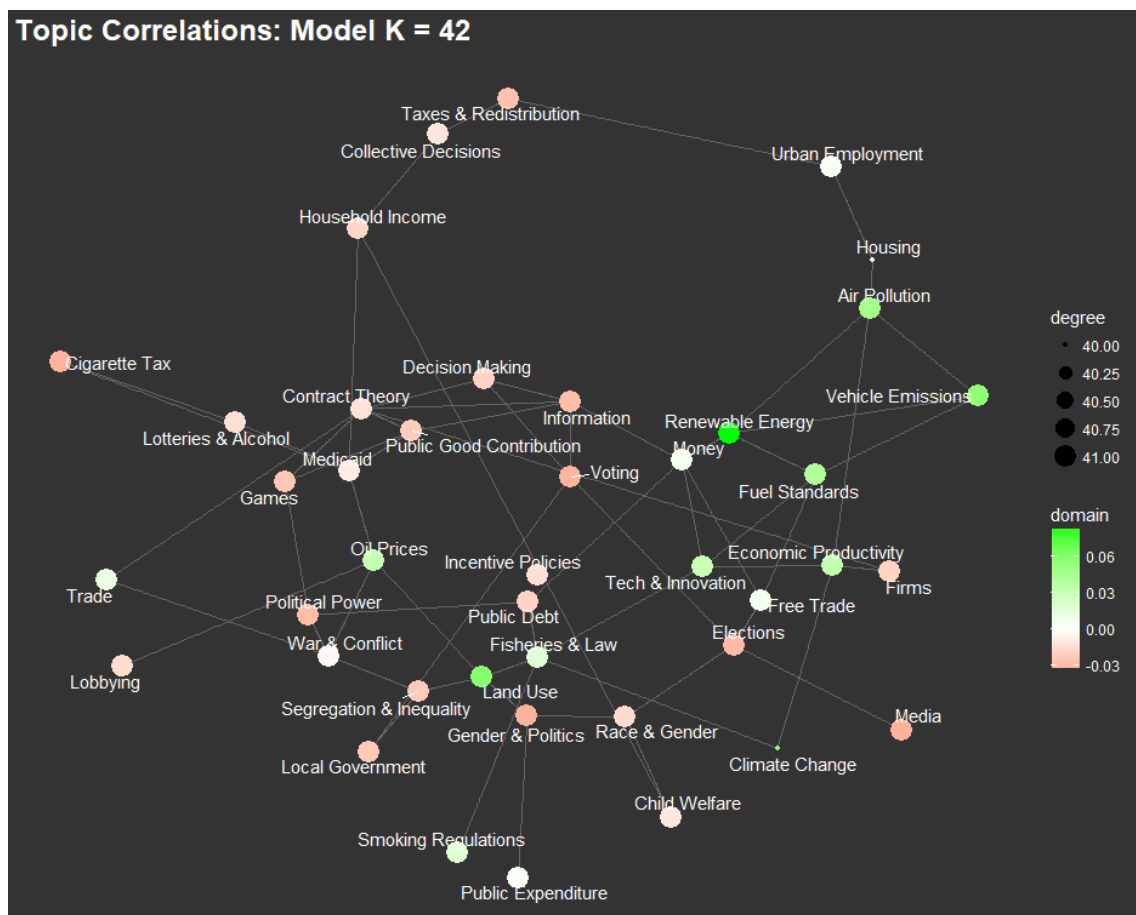 Topic Correlations: Model K = 42
Taxes & Redistribution
Collective Decisions
Urban Employment
Household Income
Housing
Air Pollution
degree
40.00
40.25
40.50
40.75
41.00
Cigarette Tax
Decision Making
Contract Theory
Vehicle Emissions
Information
Renewable Energy
Lotteries & Alcohol
Public Good Contribution
Money
Medicaid
Voting
Games
Fuel Standards
domain
0.06
0.03
0.00
-0.03
Oil Prices
Incentive Policies
Economic Productivity
Tech & Innovation
Firms
Trade
Political Power
Public Debt
Free Trade
War & Conflict
Fisheries & Law
Elections
Lobbying
Land Use
Segregation & Inequality
Media
Gender & Politics
Race & Gender
Local Government
Climate Change
Child Welfare
Smoking Regulations
Public Expenditure